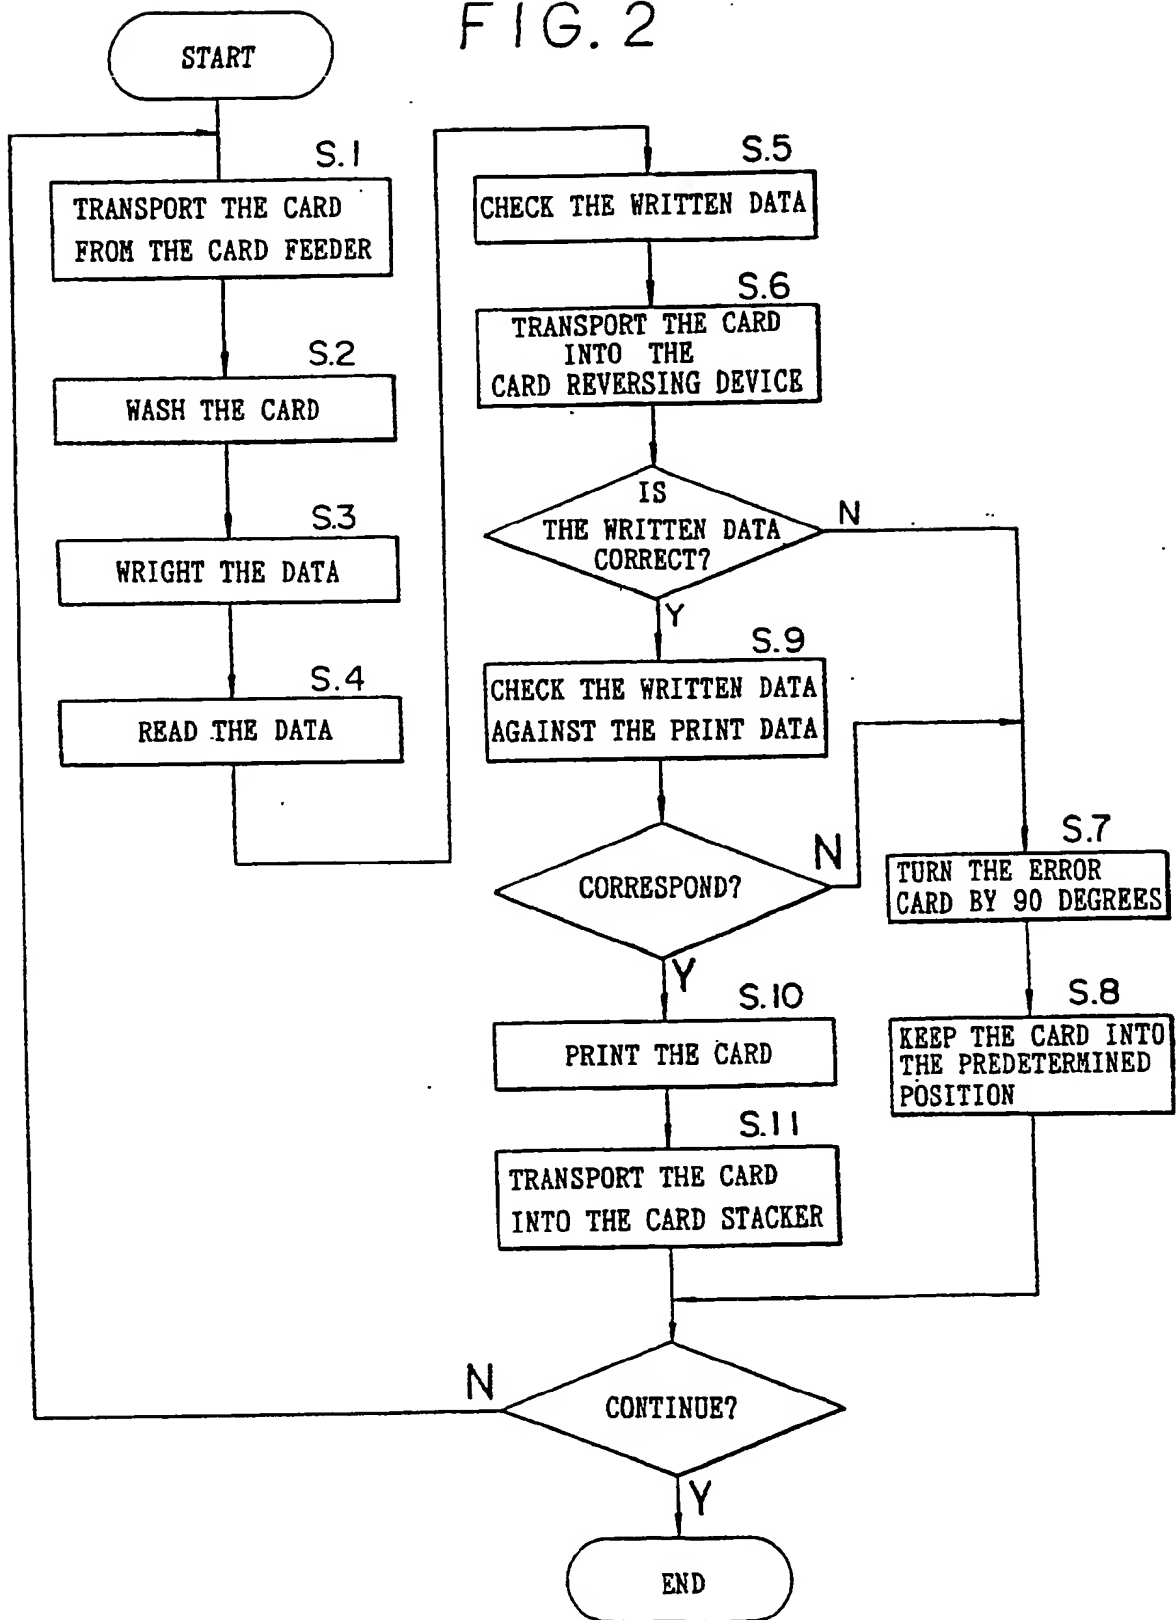 FIG. 2
START
S.1
TRANSPORT THE CARD
FROM THE CARD FEEDER
S.2
WASH THE CARD
S.3
WRIGHT THE DATA
S.4
READ THE DATA
S.5
CHECK THE WRITTEN DATA
S.6
TRANSPORT THE CARD
INTO THE
CARD REVERSING DEVICE
IS
THE WRITTEN DATA
CORRECT?
N
Y
S.9
CHECK THE WRITTEN DATA
AGAINST THE PRINT DATA
CORRESPOND?
N
Y
S.7
TURN THE ERROR
CARD BY 90 DEGREES
S.8
KEEP THE CARD INTO
THE PREDETERMINED
POSITION
S.10
PRINT THE CARD
S.11
TRANSPORT THE CARD
INTO THE CARD STACKER
CONTINUE?
N
Y
END